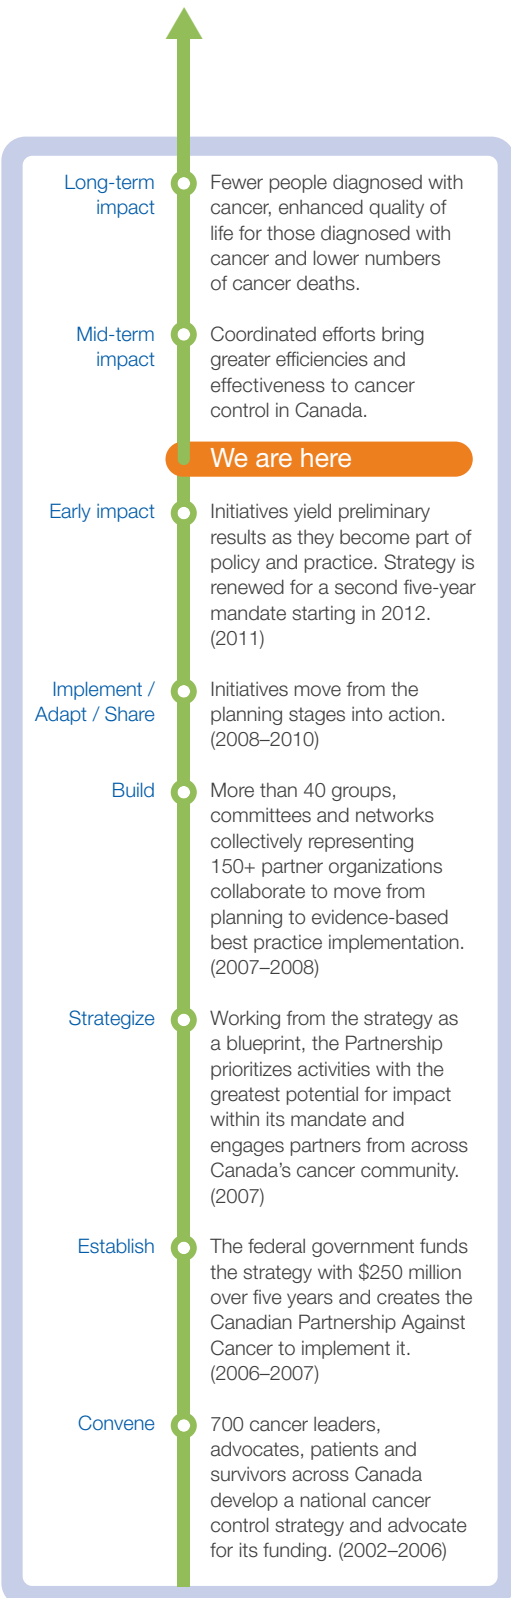 Long-term
impact
Fewer people diagnosed with
cancer, enhanced quality of
life for those diagnosed with
cancer and lower numbers
of cancer deaths.
Mid-term
impact
Coordinated efforts bring
greater efficiencies and
effectiveness to cancer
control in Canada.
We are here
Early impact
Initiatives yield preliminary
results as they become part of
policy and practice. Strategy is
renewed for a second five-year
mandate starting in 2012.
(2011)
Implement /
Adapt / Share
Initiatives move from the
planning stages into action.
(2008–2010)
Build
More than 40 groups,
committees and networks
collectively representing
150+ partner organizations
collaborate to move from
planning to evidence-based
best practice implementation.
(2007–2008)
Strategize
Working from the strategy as
a blueprint, the Partnership
prioritizes activities with the
greatest potential for impact
within its mandate and
engages partners from across
Canada’s cancer community.
(2007)
Establish
The federal government funds
the strategy with $250 million
over five years and creates the
Canadian Partnership Against
Cancer to implement it.
(2006–2007)
Convene
700 cancer leaders,
advocates, patients and
survivors across Canada
develop a national cancer
control strategy and advocate
for its funding. (2002–2006)